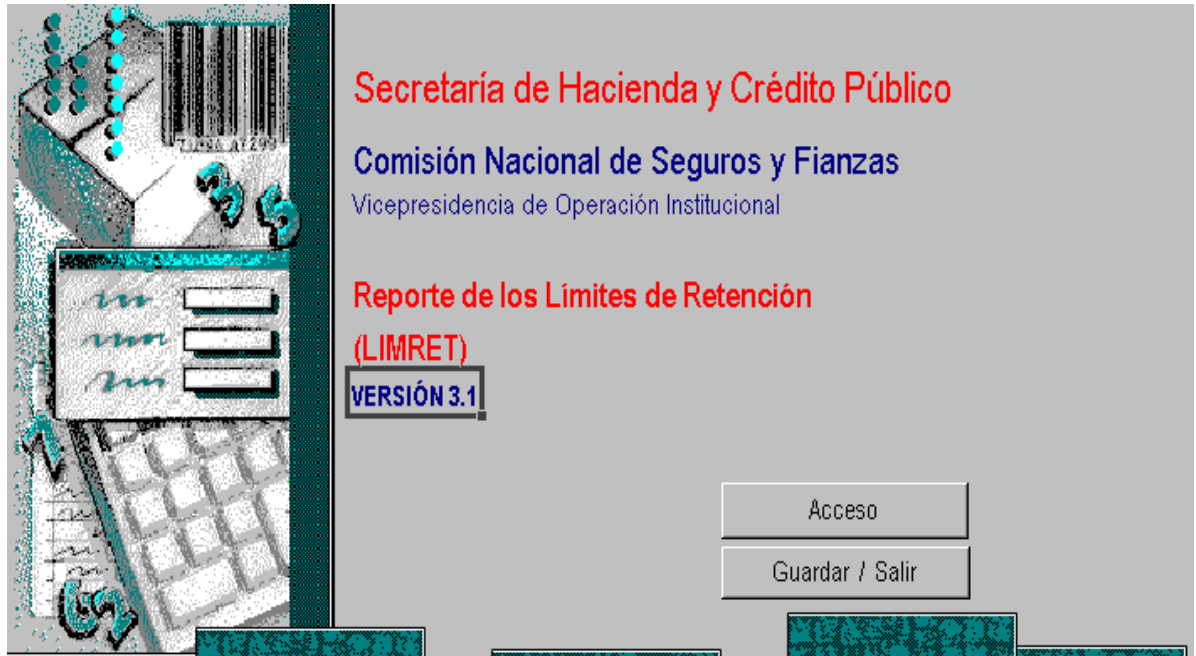 Secretaría de Hacienda y Crédito Público
Comisión Nacional de Seguros y Fianzas
Vicepresidencia de Operación Institucional
Reporte de los Límites de Retención
(LIMRET)
VERSIÓN 3.1
Acceso
Guardar / Salir